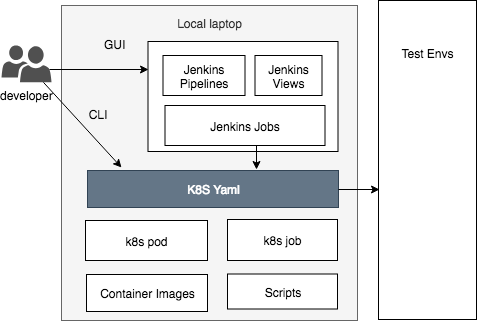 Local laptop
GUI
Jenkins
Pipelines
Jenkins
Views
Test Envs
developer
CLI
Jenkins Jobs
K8S Yaml
k8s pod
k8s job
Container Images
Scripts